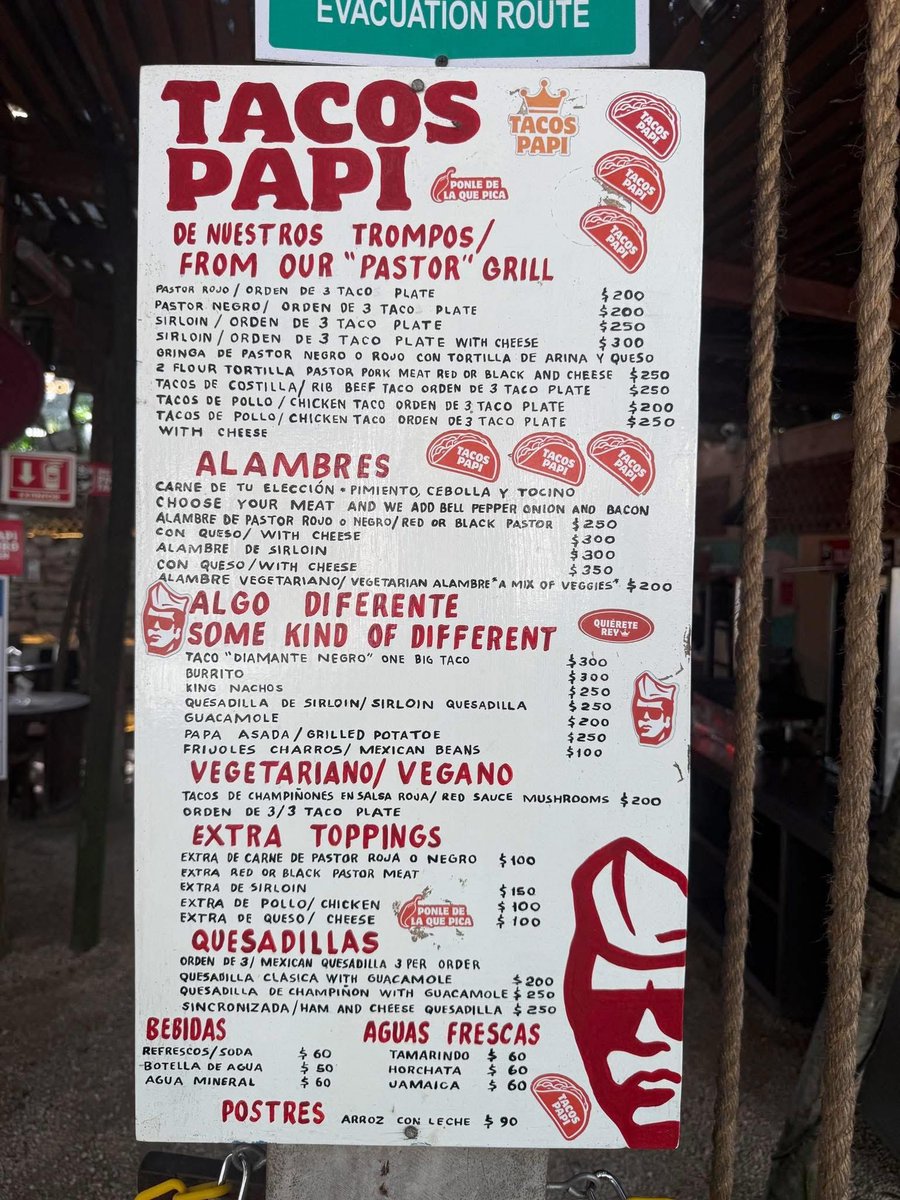 EVACUATION ROUTE
TACOS
PAPI
TACOS
PAPI
TACOS
PAPI
TACOS
PAPI
TACOS
PAPI
PONLE DE
LA QUE PICA
DE NUESTROS TROMPOS/
FROM OUR "PASTOR" GRILL
PASTOR ROJO/ ORDEN DE 3 TACO PLATE $200
PASTOR NEGRO/ ORDEN DE 3 TACO PLATE $200
SIRLOIN / ORDEN DE 3 TACO PLATE $250
SIRLOIN / ORDEN DE 3 TACO PLATE WITH CHEESE $300
GRINGA DE PASTOR NEGRO O ROJO CON TORTILLA DE ARINA Y QUESO
2 FLOUR TORTILLA PASTOR PORK MEAT RED OR BLACK AND CHEESE $250
TACOS DE COSTILLA/ RIB BEEF TACO ORDEN DE 3 TACO PLATE $250
TACOS DE POLLO/ CHICKEN TACO ORDEN DE 3 TACO PLATE $200
TACOS DE POLLO/ CHICKEN TACO ORDEN DE 3 TACO PLATE $250
WITH CHEESE
ALAMBRES
TACOS
PAPI
TACOS
PAPI
TACOS
PAPI
CARNE DE TU ELECCIÓN + PIMIENTO, CEBOLLA Y TOCINO
CHOOSE YOUR MEAT AND WE ADD BELL PEPPER ONION AND BACON
ALAMBRE DE PASTOR ROJO o NEGRO/RED OR BLACK PASTOR $250
CON QUESO/ WITH CHEESE $300
ALAMBRE DE SIRLOIN $300
CON QUESO/WITH CHEESE $350
ALAMBRE VEGETARIANO/ VEGETARIAN ALAMBRE*A MIX OF VEGGIES* $200
ALGO DIFERENTE
SOME KIND OF DIFFERENT
QUIÉRETE
REY
TACO "DIAMANTE NEGRO" ONE BIG TACO $300
BURRITO $300
KING NACHOS $250
QUESADILLA DE SIRLOIN/ SIRLOIN QUESADILLA $250
GUACAMOLE $200
PAPA ASADA/GRILLED POTATOE $250
FRIJOLES CHARROS/ MEXICAN BEANS $100
VEGETARIANO/ VEGANO
TACOS DE CHAMPIÑONES EN SALSA ROJA/ RED SAUCE MUSHROOMS $200
ORDEN DE 3/3 TACO PLATE
EXTRA TOPPINGS
EXTRA DE CARNE DE PASTOR ROJA O NEGRO $100
EXTRA RED OR BLACK PASTOR MEAT
EXTRA DE SIRLOIN $150
EXTRA DE POLLO/ CHICKEN $100
EXTRA DE QUESO/ CHEESE $100
PONLE DE
LA QUE PICA
QUESADILLAS
ORDEN DE 3/ MEXICAN QUESADILLA 3 PER ORDER
QUESADILLA CLASICA WITH GUACAMOLE $200
QUESADILLA DE CHAMPIÑON WITH GUACAMOLE $250
SINCRONIZADA/HAM AND CHEESE QUESADILLA $250
BEBIDAS
REFRESCOS/SODA $60
BOTELLA DE AGUA $50
AGUA MINERAL $60
AGUAS FRESCAS
TAMARINDO $60
HORCHATA $60
JAMAICA $60
TACOS
PAPI
POSTRES ARROZ CON LECHE $90